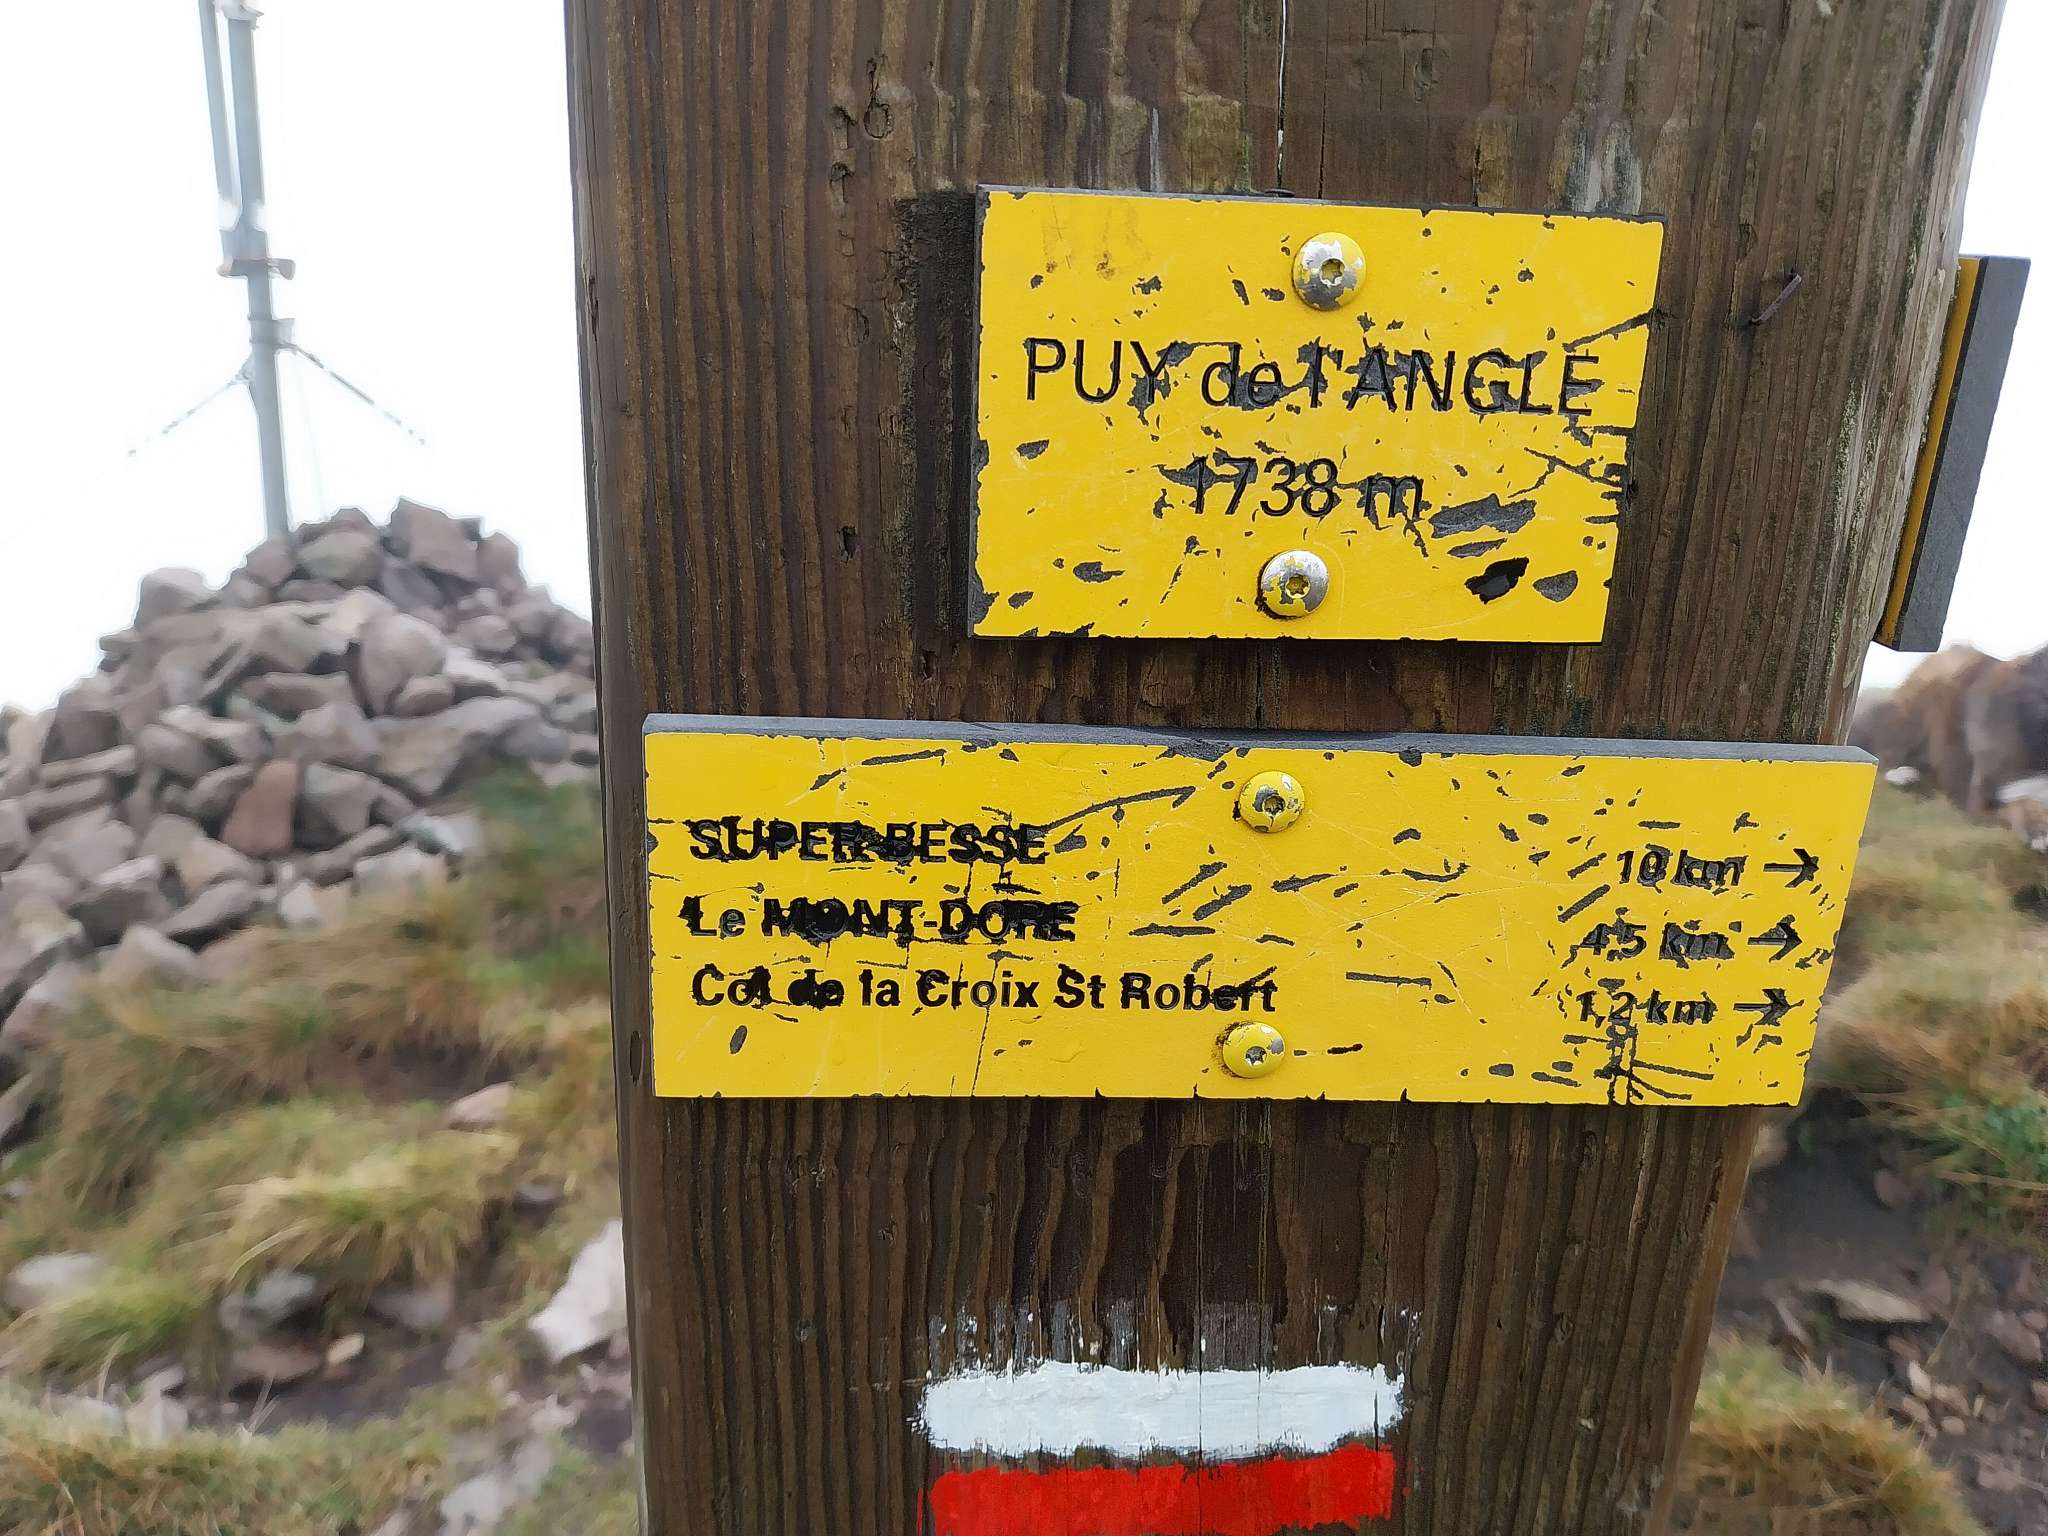 PUY de l'ANGLE
1738 m
SUPER-BESSE 10 km →
Le MONT-DORE 4,5 km →
Col de la Croix St Robert 1,2 km →